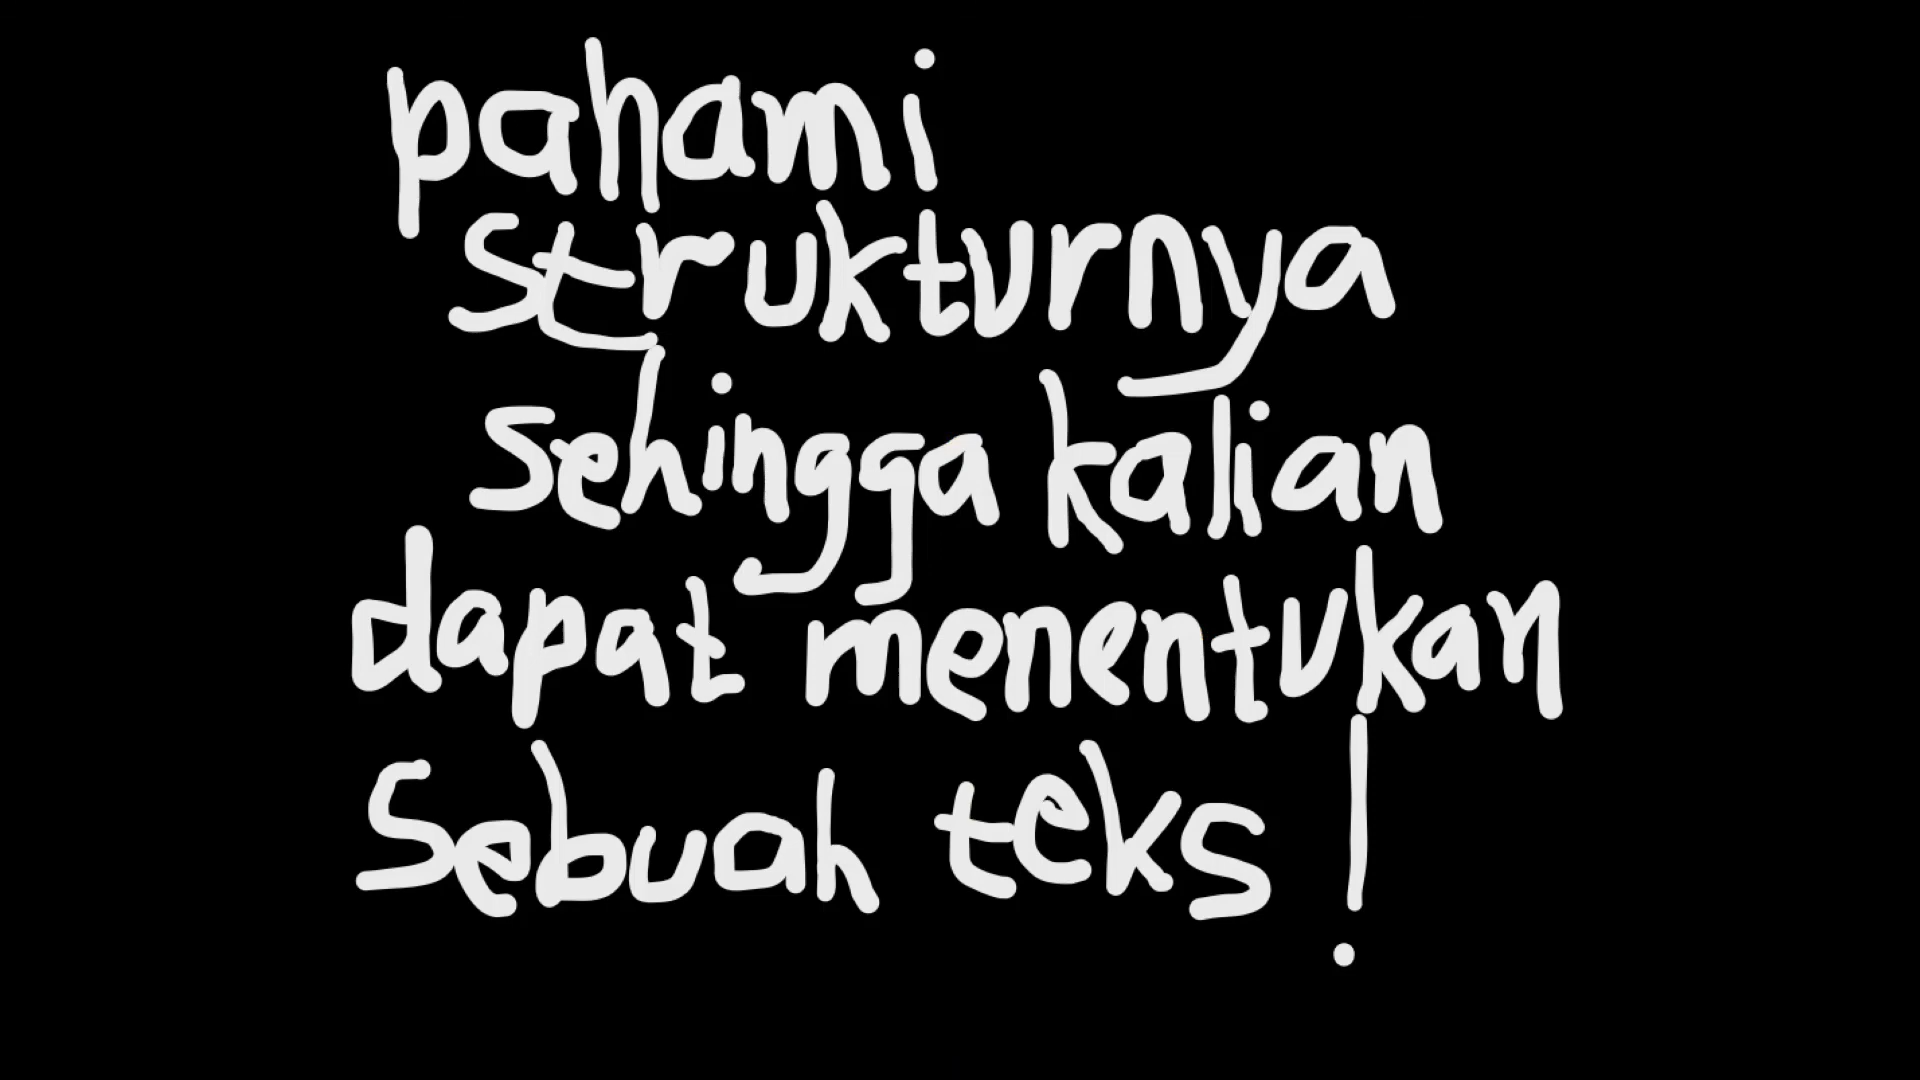 pahami
strukturnya
sehingga kalian
dapat menentukan
sebuah teks !